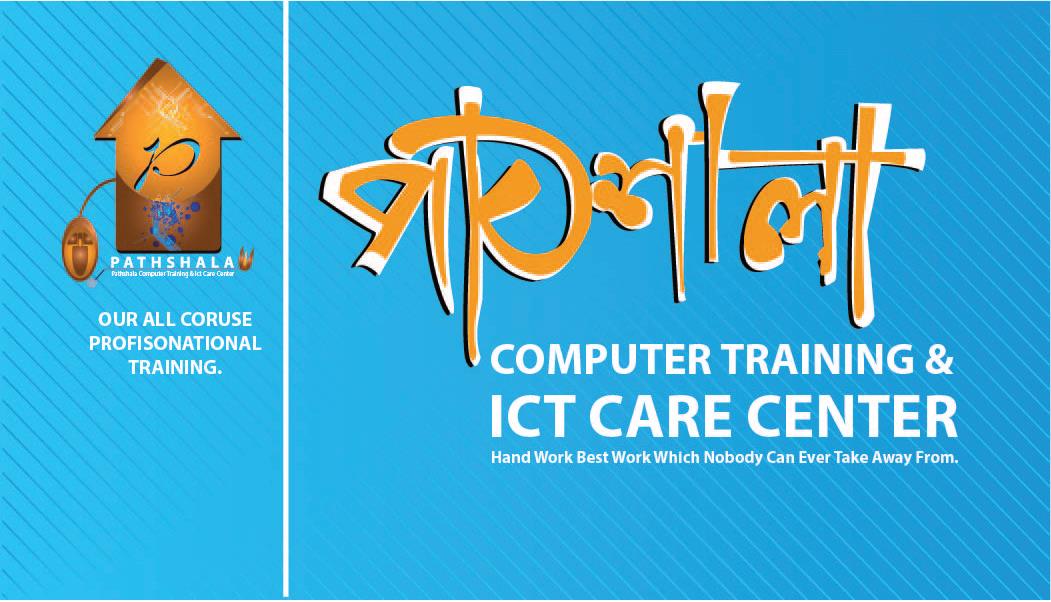 P
PATHSHALA
Pathshala Computer Training & Ict Care Center
OUR ALL CORUSE
PROFISONATIONAL
TRAINING.
পাঠশালা
COMPUTER TRAINING &
ICT CARE CENTER
Hand Work Best Work Which Nobody Can Ever Take Away From.